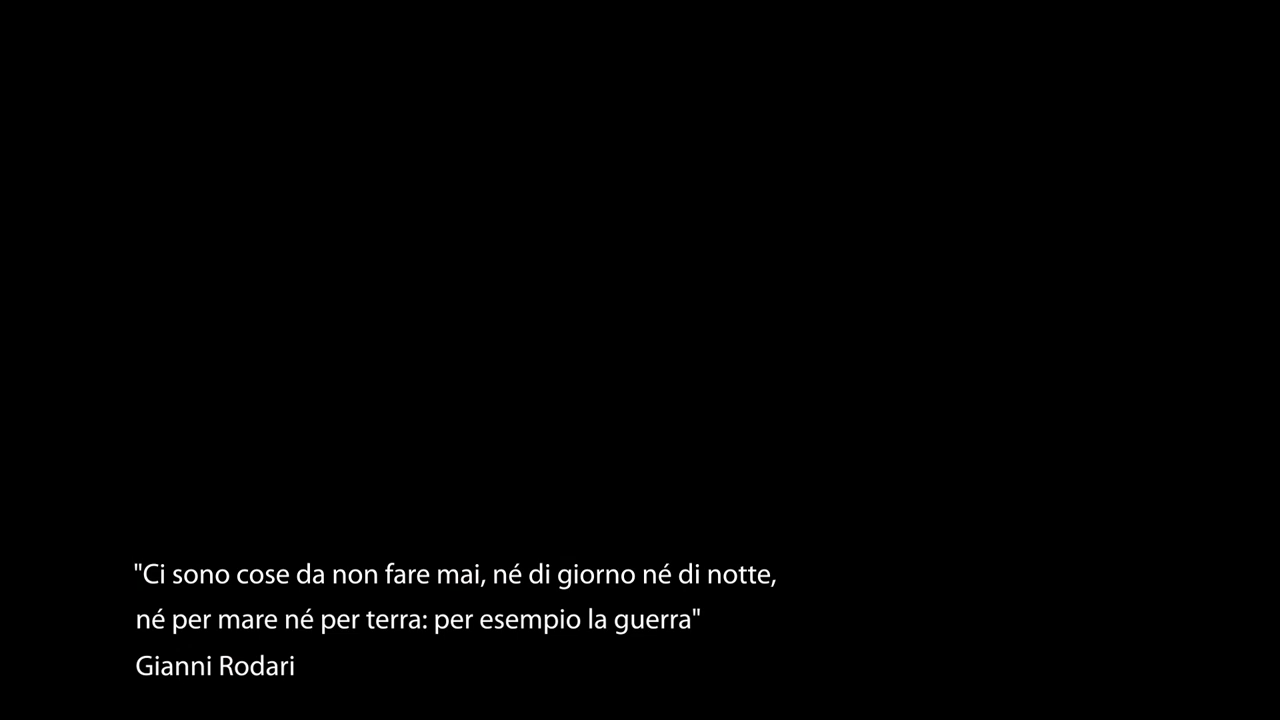 "Ci sono cose da non fare mai, né di giorno né di notte,
né per mare né per terra: per esempio la guerra"
Gianni Rodari